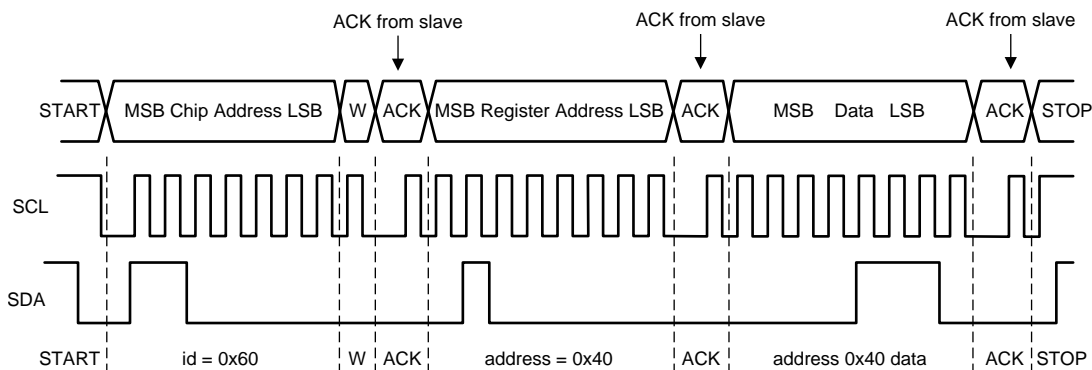 ACK from slave ACK from slave ACK from slave
START MSB Chip Address LSB W ACK MSB Register Address LSB ACK MSB Data LSB ACK STOP
SCL
SDA
START id = 0x60 W ACK address = 0x40 ACK address 0x40 data ACK STOP